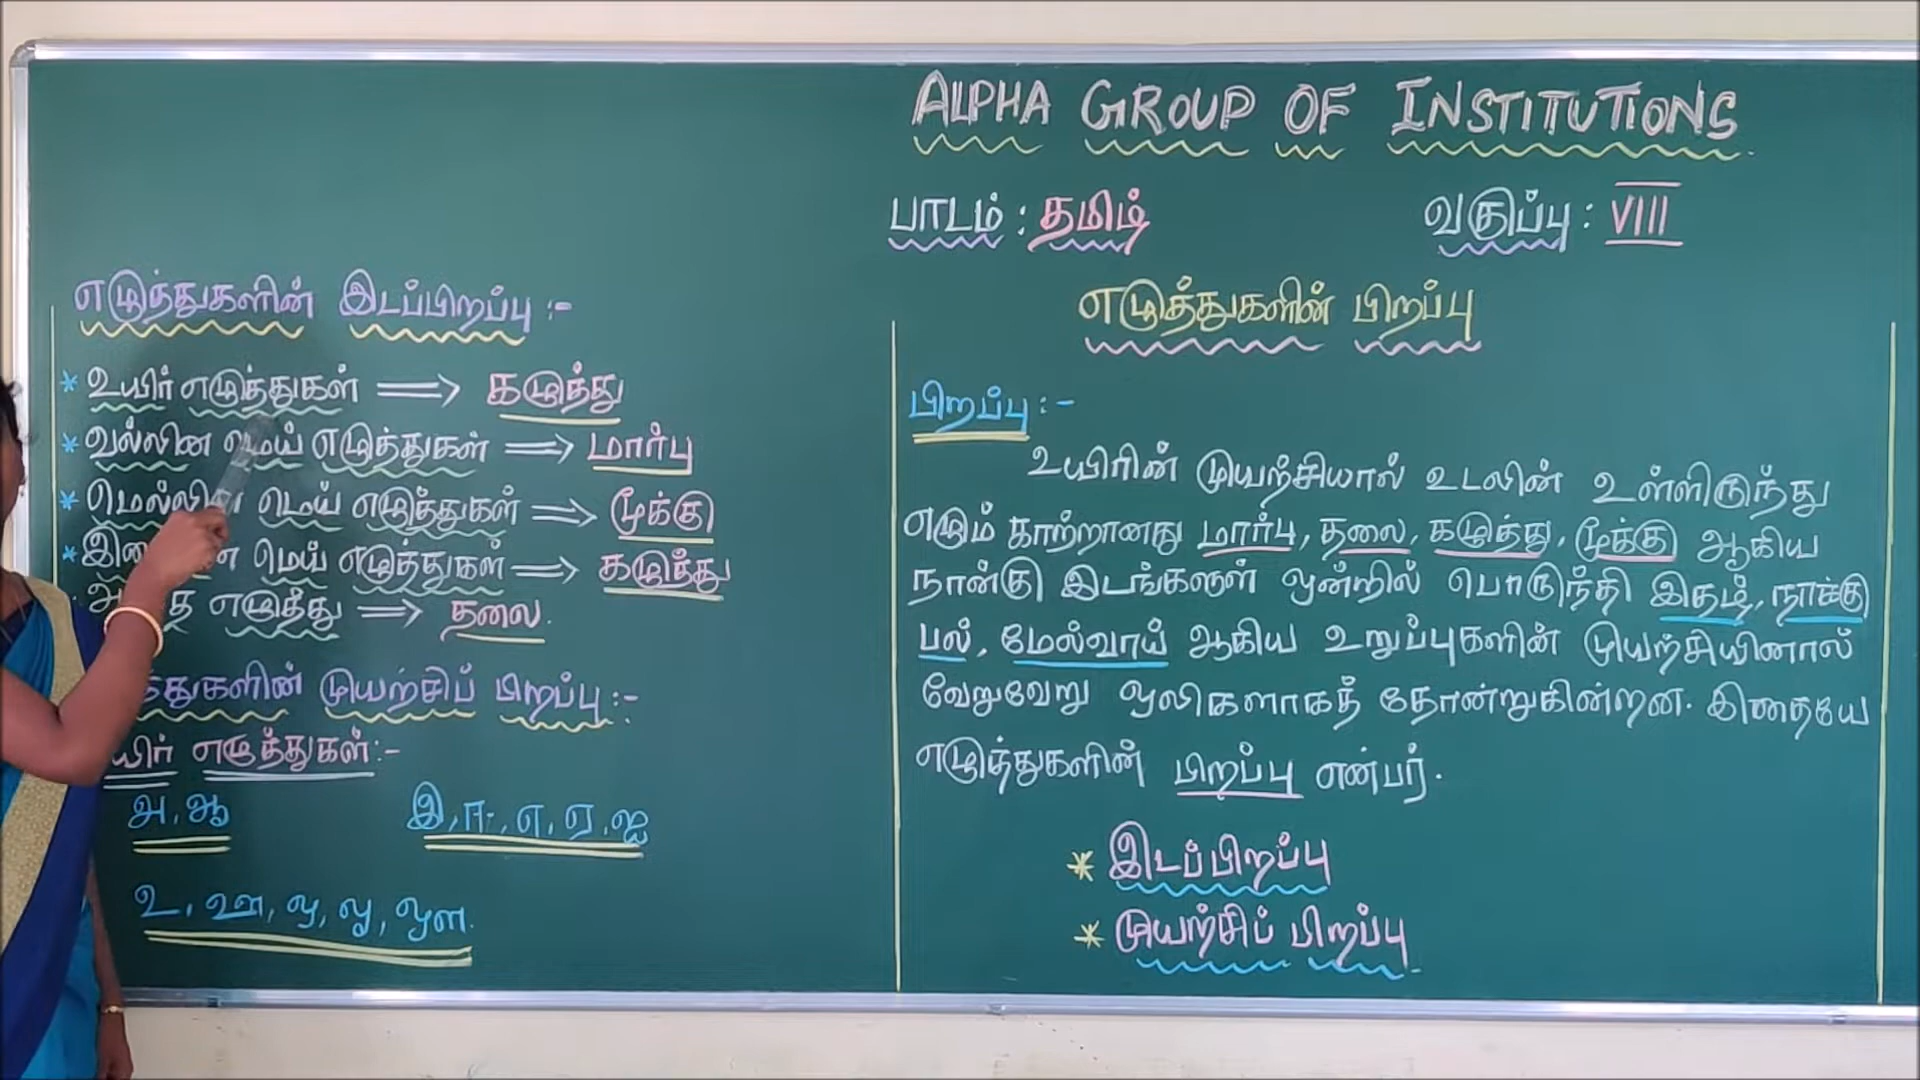 ALPHA GROUP OF INSTITUTIONS
பாடம் : தமிழ் வகுப்பு : VIII
எழுத்துகளின் பிறப்பு
எழுத்துகளின் இடப்பிறப்பு :-
* உயிர் எழுத்துகள் ⟹ கழுத்து
* வல்லின மெய் எழுத்துகள் ⟹ மார்பு
* மெய் எழுத்துகள் ⟹ மூக்கு
* மெய் எழுத்துகள் ⟹ கழுத்து
எழுத்து ⟹ தலை.
முயற்சிப் பிறப்பு :-
எழுத்துகள் :-
அ, ஆ இ, ஈ, எ, ஏ, ஐ
உ, ஊ, ஒ, ஓ, ஔ.
பிறப்பு :-
உயிரின் முயற்சியால் உடலின் உள்ளிருந்து
எழும் காற்றானது மார்பு, தலை, கழுத்து, மூக்கு ஆகிய
நான்கு இடங்களுள் ஒன்றில் பொருந்தி இதழ், நாக்கு
பல், மேல்வாய் ஆகிய உறுப்புகளின் முயற்சியினால்
வேறுவேறு ஒலிகளாகத் தோன்றுகின்றன. இதையே
எழுத்துகளின் பிறப்பு என்பர்.
* இடப்பிறப்பு
* முயற்சிப் பிறப்பு